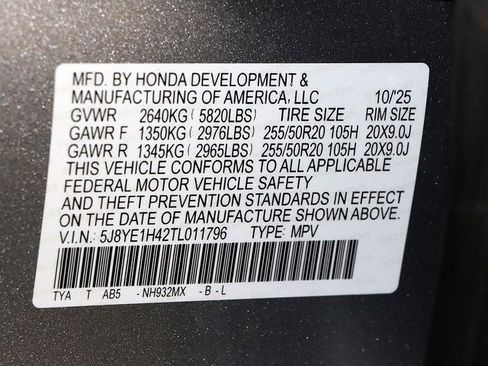 MFD. BY HONDA DEVELOPMENT &
MANUFACTURING OF AMERICA, LLC 10/'25
GVWR 2640KG ( 5820LBS) TIRE SIZE RIM SIZE
GAWR F 1350KG ( 2976LBS) 255/50R20 105H 20X9.0J
GAWR R 1345KG ( 2965LBS) 255/50R20 105H 20X9.0J
THIS VEHICLE CONFORMS TO ALL APPLICABLE
FEDERAL MOTOR VEHICLE SAFETY
AND THEFT PREVENTION STANDARDS IN EFFECT
ON THE DATE OF MANUFACTURE SHOWN ABOVE.
V.I.N.: 5J8YE1H42TL011796 TYPE: MPV
TYA T AB5 - NH932MX - B - L